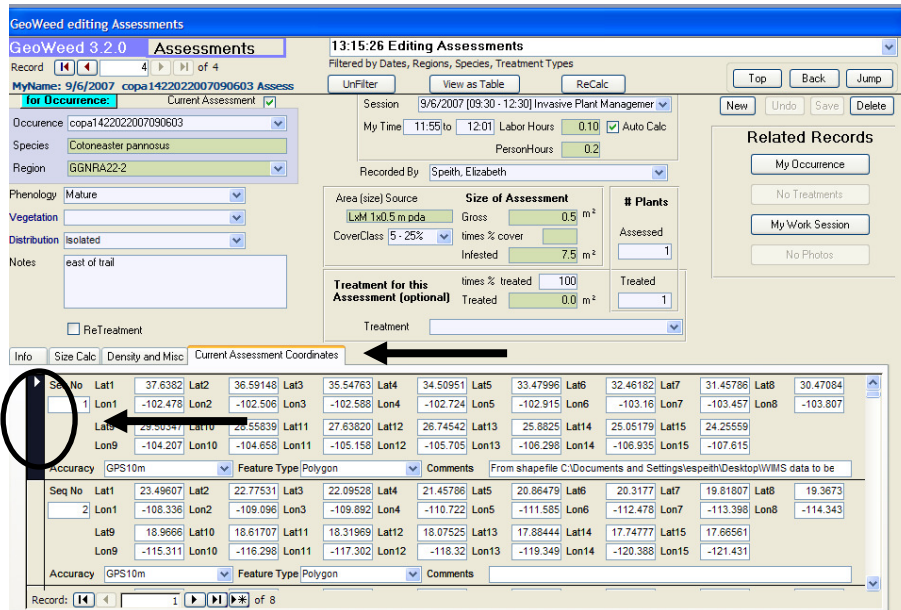 GeoWeed editing Assessments
GeoWeed 3.2.0 Assessments
13:15:26 Editing Assessments
Record 4 of 4
Filtered by Dates, Regions, Species, Treatment Types
MyName: 9/6/2007 copa1422022007090603 Assess
UnFilter View as Table ReCalc
Top Back Jump
for Occurrence: Current Assessment
Session 9/6/2007 [09:30 - 12:30] Invasive Plant Managemer
New Undo Save Delete
Occurence copa1422022007090603
My Time 11:55 to 12:01 Labor Hours 0.10 Auto Calc
Species Cotoneaster pannosus
PersonHours 0.2
Region GGNRA22-2
Recorded By Speith, Elizabeth
Related Records
My Occurrence
No Treatments
My Work Session
No Photos
Phenology Mature
Vegetation
Distribution Isolated
Notes east of trail
ReTreatment
Area (size) Source Size of Assessment # Plants
LxM 1x0.5 m pda Gross 0.5 m²
CoverClass 5 - 25% times % cover Assessed
Infested 7.5 m² 1
Treatment for this times % treated 100 Treated
Assessment (optional) Treated 0.0 m² 1
Treatment
Info Size Calc Density and Misc Current Assessment Coordinates
Seq No Lat1 37.6382 Lat2 36.59148 Lat3 35.54763 Lat4 34.50951 Lat5 33.47996 Lat6 32.46182 Lat7 31.45786 Lat8 30.47084
1 Lon1 -102.478 Lon2 -102.506 Lon3 -102.588 Lon4 -102.724 Lon5 -102.915 Lon6 -103.16 Lon7 -103.457 Lon8 -103.807
Lat9 29.50347 Lat10 28.55839 Lat11 27.63820 Lat12 26.74542 Lat13 25.8825 Lat14 25.05179 Lat15 24.25559
Lon9 -104.207 Lon10 -104.658 Lon11 -105.158 Lon12 -105.705 Lon13 -106.298 Lon14 -106.935 Lon15 -107.615
Accuracy GPS10m Feature Type Polygon Comments From shapefile C:\Documents and Settings\espeith\Desktop\WIMS data to be
Seq No Lat1 23.49607 Lat2 22.77531 Lat3 22.09528 Lat4 21.45786 Lat5 20.86479 Lat6 20.3177 Lat7 19.81807 Lat8 19.3673
2 Lon1 -108.336 Lon2 -109.096 Lon3 -109.892 Lon4 -110.722 Lon5 -111.585 Lon6 -112.478 Lon7 -113.398 Lon8 -114.343
Lat9 18.9666 Lat10 18.61707 Lat11 18.31969 Lat12 18.07525 Lat13 17.88444 Lat14 17.74777 Lat15 17.66561
Lon9 -115.311 Lon10 -116.298 Lon11 -117.302 Lon12 -118.32 Lon13 -119.349 Lon14 -120.388 Lon15 -121.431
Accuracy GPS10m Feature Type Polygon Comments
Record: 1 of 8